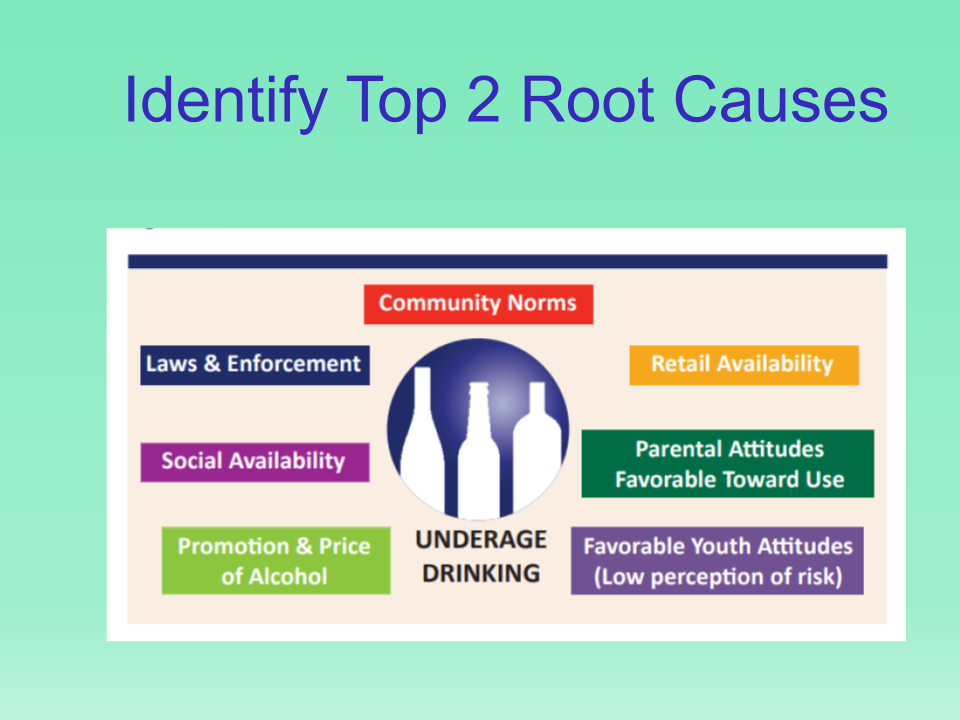 Identify Top 2 Root Causes
Community Norms
Laws & Enforcement
Retail Availability
Social Availability
Parental Attitudes
Favorable Toward Use
Promotion & Price
of Alcohol
UNDERAGE
DRINKING
Favorable Youth Attitudes
(Low perception of risk)